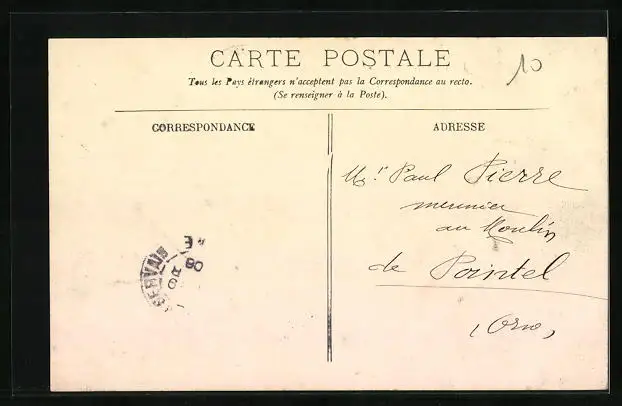 CARTE POSTALE
10
Tous les Pays étrangers n'acceptent pas la Correspondance au recto.
(Se renseigner à la Poste).
CORRESPONDANCE
ADRESSE
Mr Paul Pierre
meunier
au Moulin
de Pointel
(Orne)